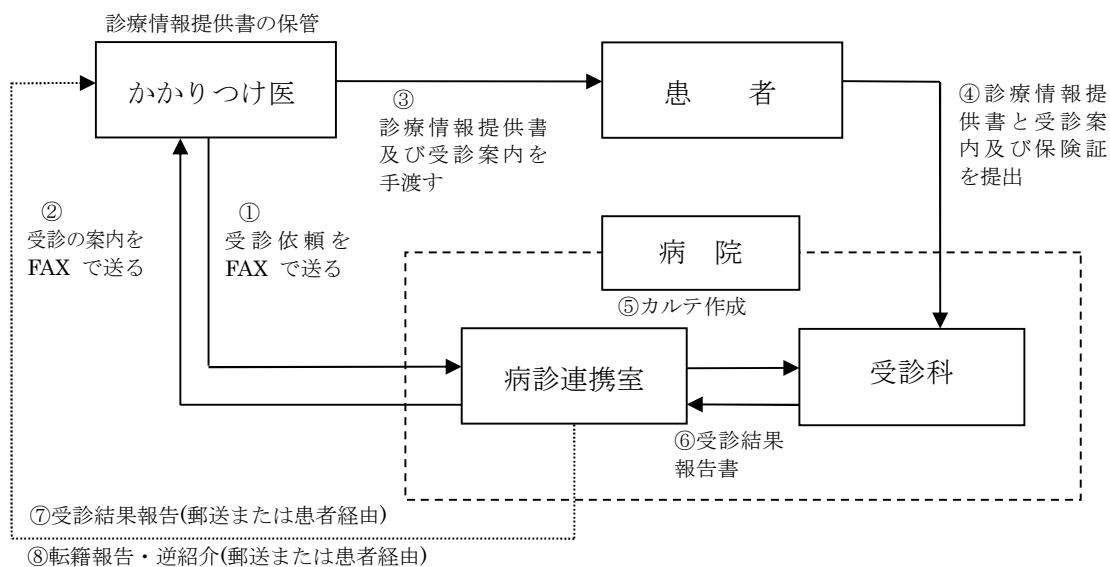 診療情報提供書の保管
かかりつけ医
患　者
③
診療情報提供書
及び受診案内を
手渡す
④診療情報提
供書と受診案
内及び保険証
を提出
②
受診の案内を
FAX で送る
①
受診依頼を
FAX で送る
病　院
⑤カルテ作成
病診連携室
受診科
⑥受診結果
報告書
⑦受診結果報告(郵送または患者経由)
⑧転籍報告・逆紹介(郵送または患者経由)